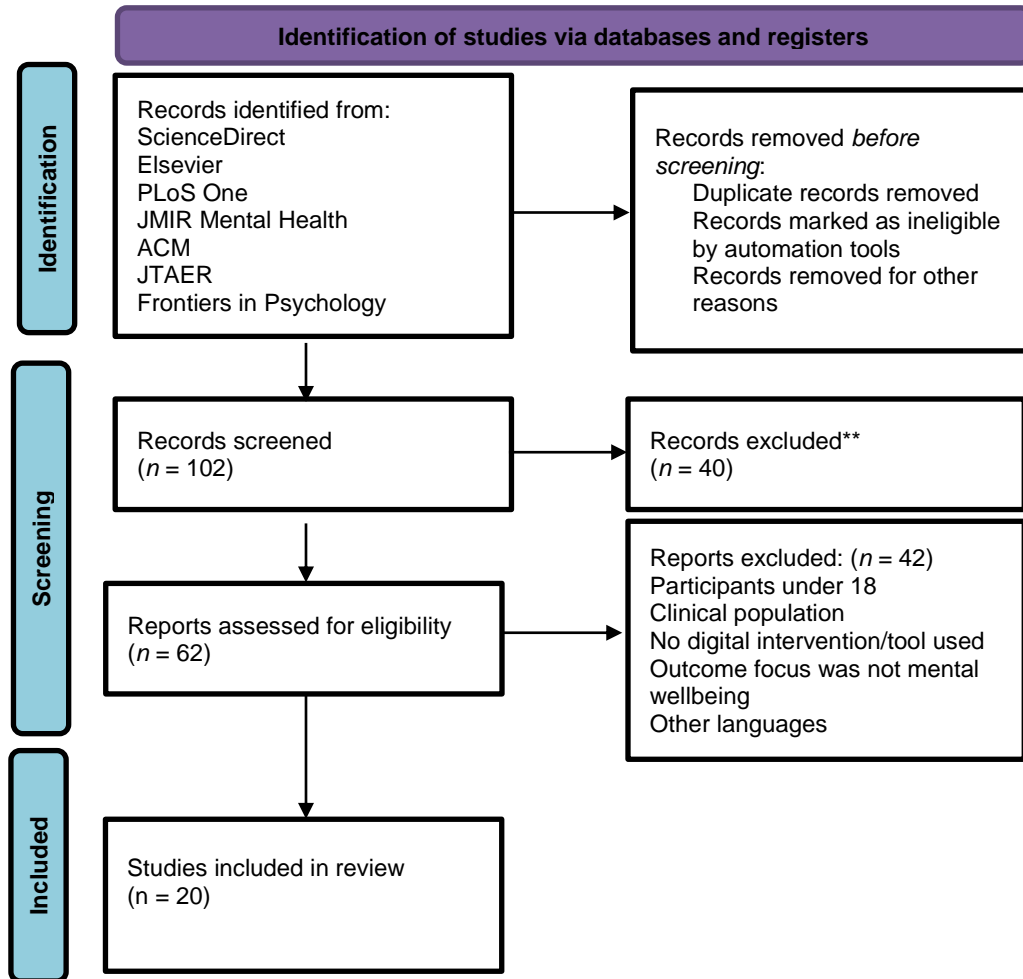 Identification of studies via databases and registers
Identification
Records identified from:
ScienceDirect
Elsevier
PLoS One
JMIR Mental Health
ACM
JTAER
Frontiers in Psychology
Records removed before
screening:
Duplicate records removed
Records marked as ineligible
by automation tools
Records removed for other
reasons
Screening
Records screened
(n = 102)
Records excluded**
(n = 40)
Reports assessed for eligibility
(n = 62)
Reports excluded: (n = 42)
Participants under 18
Clinical population
No digital intervention/tool used
Outcome focus was not mental
wellbeing
Other languages
Included
Studies included in review
(n = 20)